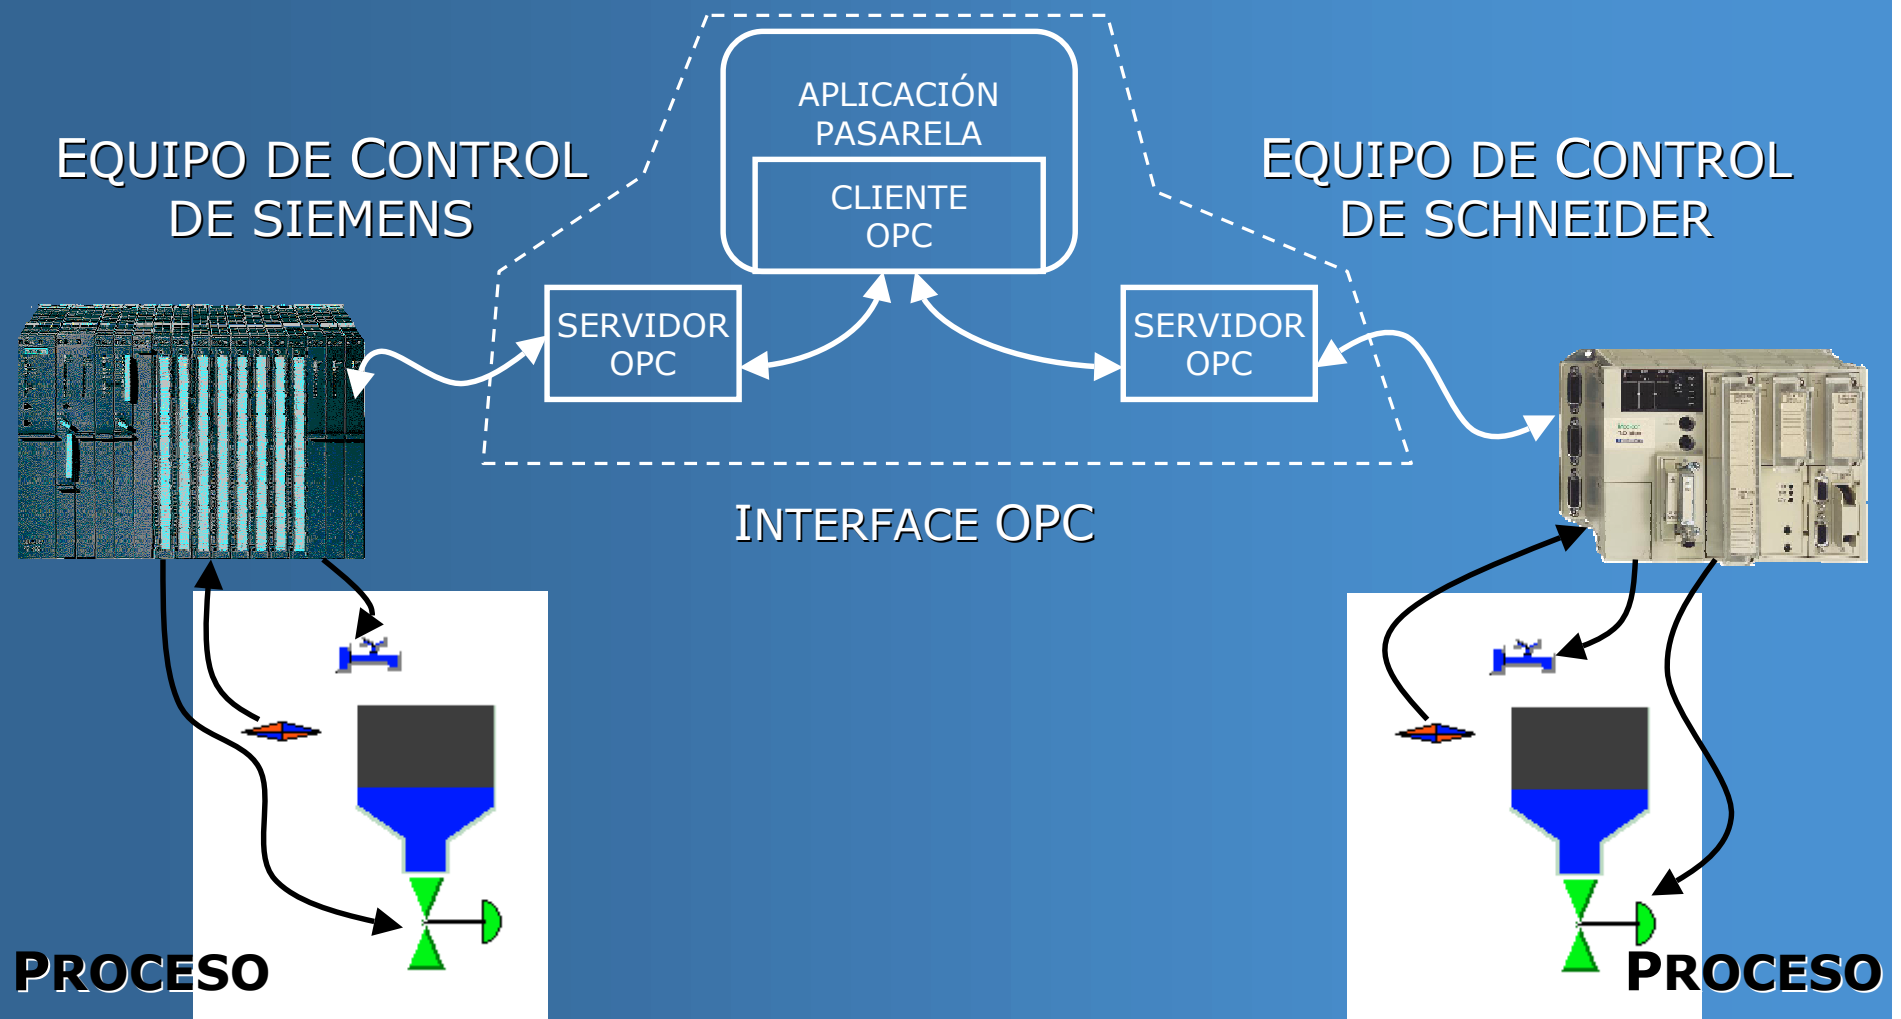 APLICACIÓN
PASARELA
CLIENTE
OPC
EQUIPO DE CONTROL
DE SIEMENS
EQUIPO DE CONTROL
DE SCHNEIDER
SERVIDOR
OPC
SERVIDOR
OPC
INTERFACE OPC
PROCESO
PROCESO